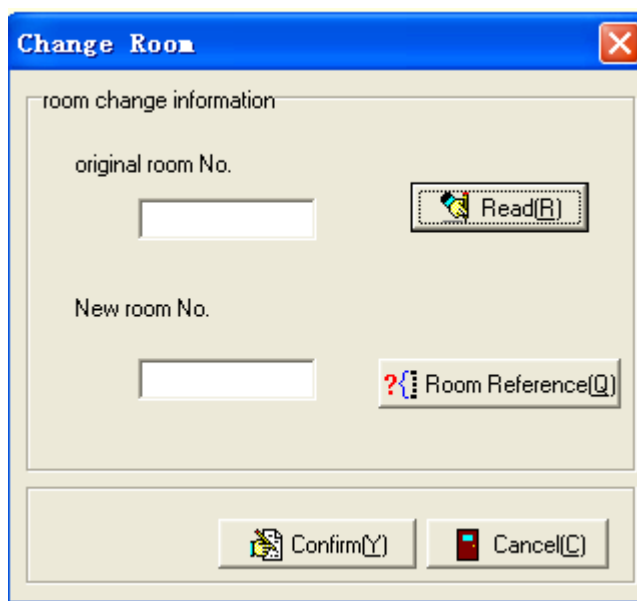 Change Room
room change information
original room No.
Read(R)
New room No.
?{ Room Reference(Q)
Confirm(Y)
Cancel(C)